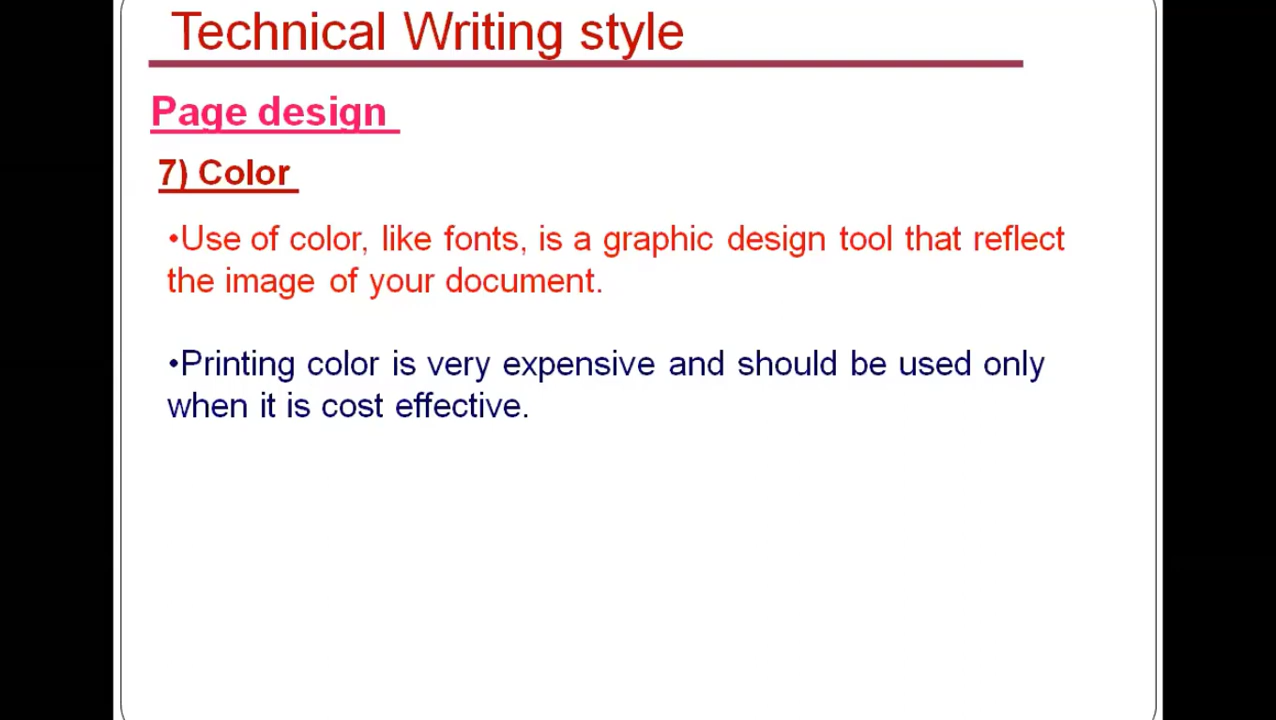 Technical Writing style
Page design
7) Color
•Use of color, like fonts, is a graphic design tool that reflect
the image of your document.
•Printing color is very expensive and should be used only
when it is cost effective.